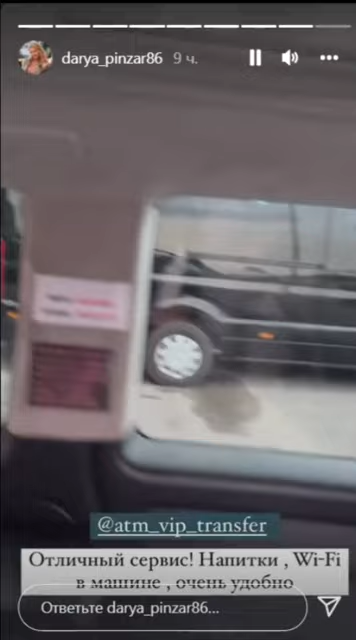 darya_pinzar86 9 ч.
@atm_vip_transfer
Отличный сервис! Напитки , Wi-Fi
в машине , очень удобно
Ответьте darya_pinzar86...